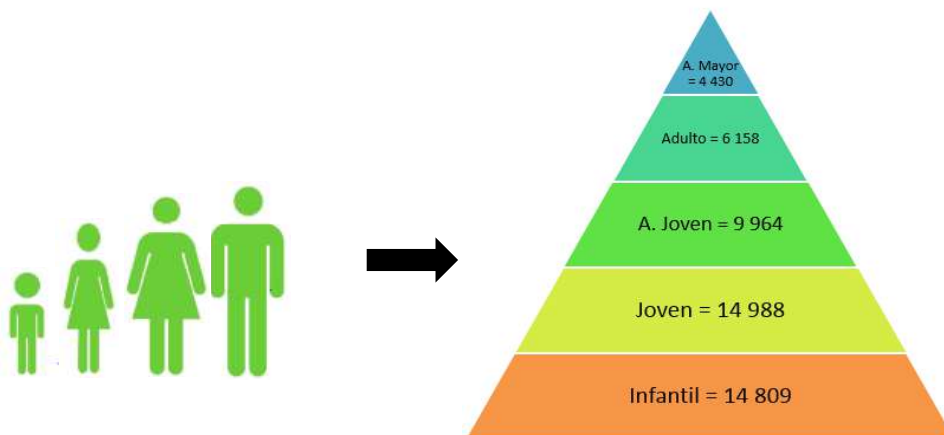 A. Mayor
= 4 430
Adulto = 6 158
A. Joven = 9 964
Joven = 14 988
Infantil = 14 809